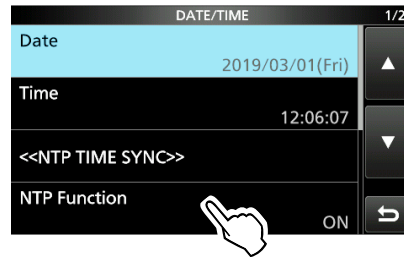 DATE/TIME 1/2
Date
2019/03/01(Fri)
Time
12:06:07
<<NTP TIME SYNC>>
NTP Function
ON